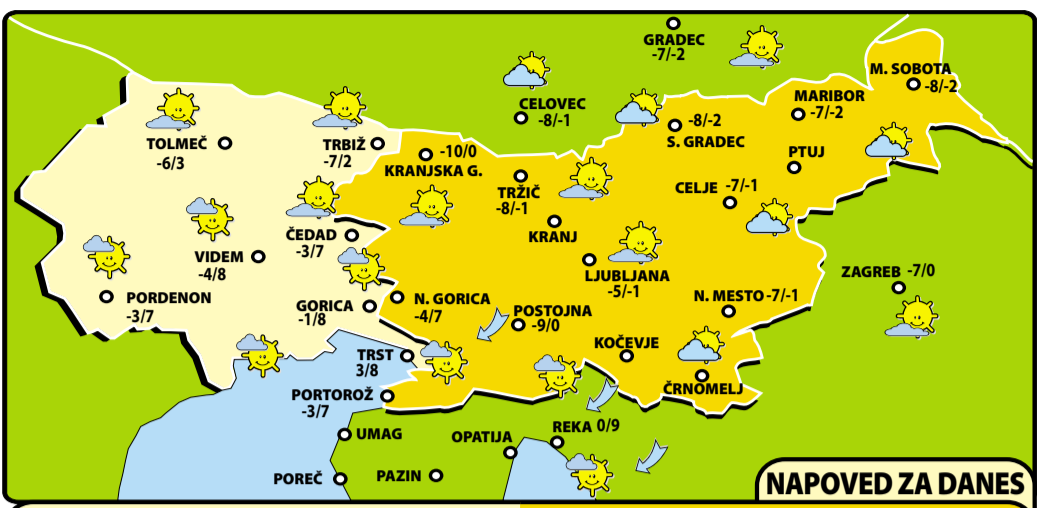 GRADEC
-7/-2
M. SOBOTA
-8/-2
MARIBOR
-7/-2
CELOVEC
-8/-1
-8/-2
S. GRADEC
TOLMEČ
-6/3
TRBIŽ
-7/2
-10/0
KRANJSKA G.
PTUJ
TRŽIČ
-8/-1
CELJE -7/-1
KRANJ
ČEDAD
-3/7
VIDEM
-4/8
LJUBLJANA
-5/-1
ZAGREB -7/0
PORDENON
-3/7
GORICA
-1/8
N. GORICA
-4/7
N. MESTO -7/-1
POSTOJNA
-9/0
KOČEVJE
TRST
3/8
ČRNOMELJ
PORTOROŽ
-3/7
UMAG
OPATIJA
REKA 0/9
POREČ
PAZIN
NAPOVED ZA DANES